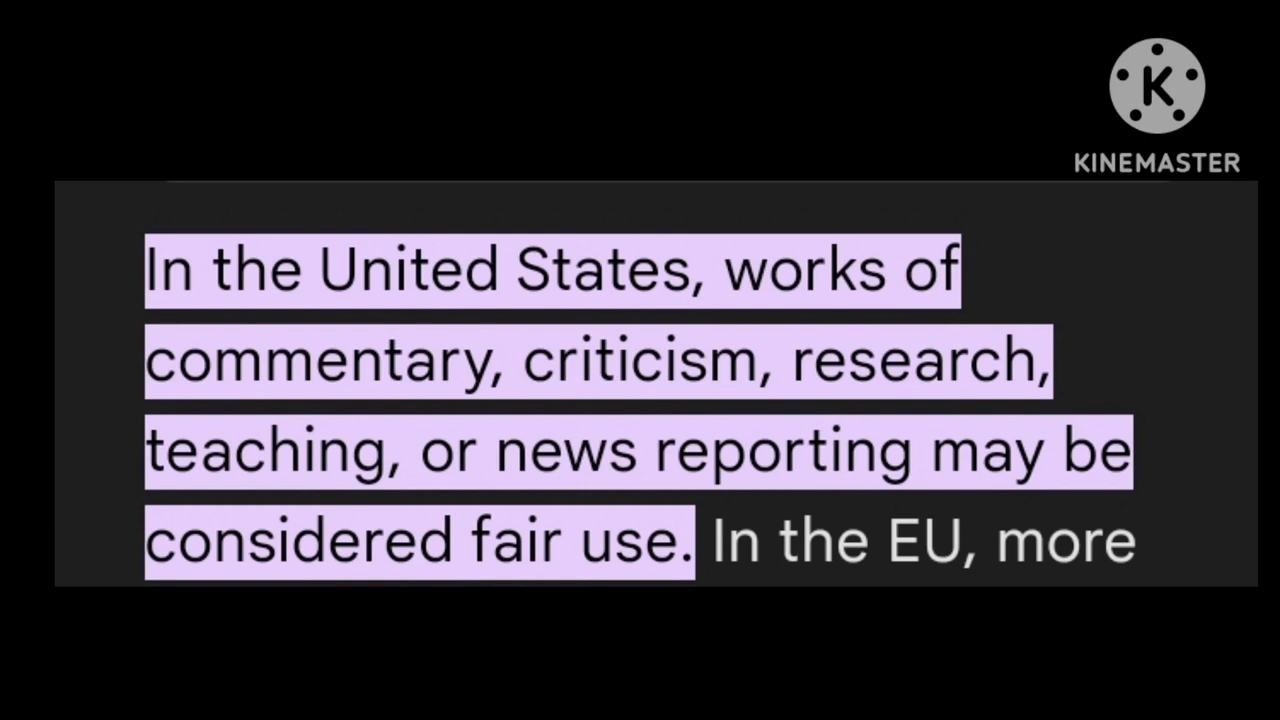 K
KINEMASTER
In the United States, works of
commentary, criticism, research,
teaching, or news reporting may be
considered fair use. In the EU, more